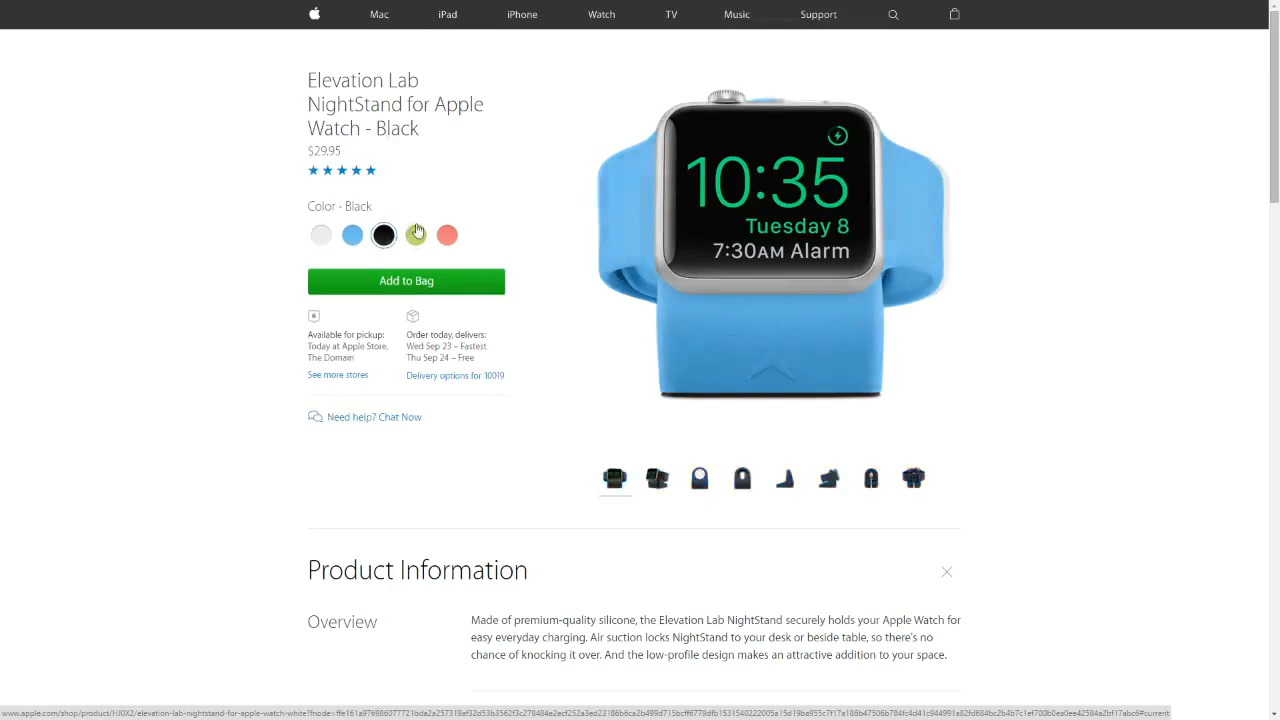 Mac iPad iPhone Watch TV Music Support
Elevation Lab
NightStand for Apple
Watch - Black
$29.95
Color - Black
Add to Bag
Available for pickup:
Today at Apple Store,
The Domain
See more stores
Order today, delivers:
Wed Sep 23 – Fastest
Thu Sep 24 – Free
Delivery options for 10019
Need help? Chat Now
10:35
Tuesday 8
7:30AM Alarm
Product Information
Overview
Made of premium-quality silicone, the Elevation Lab NightStand securely holds your Apple Watch for
easy everyday charging. Air suction locks NightStand to your desk or beside table, so there's no
chance of knocking it over. And the low-profile design makes an attractive addition to your space.